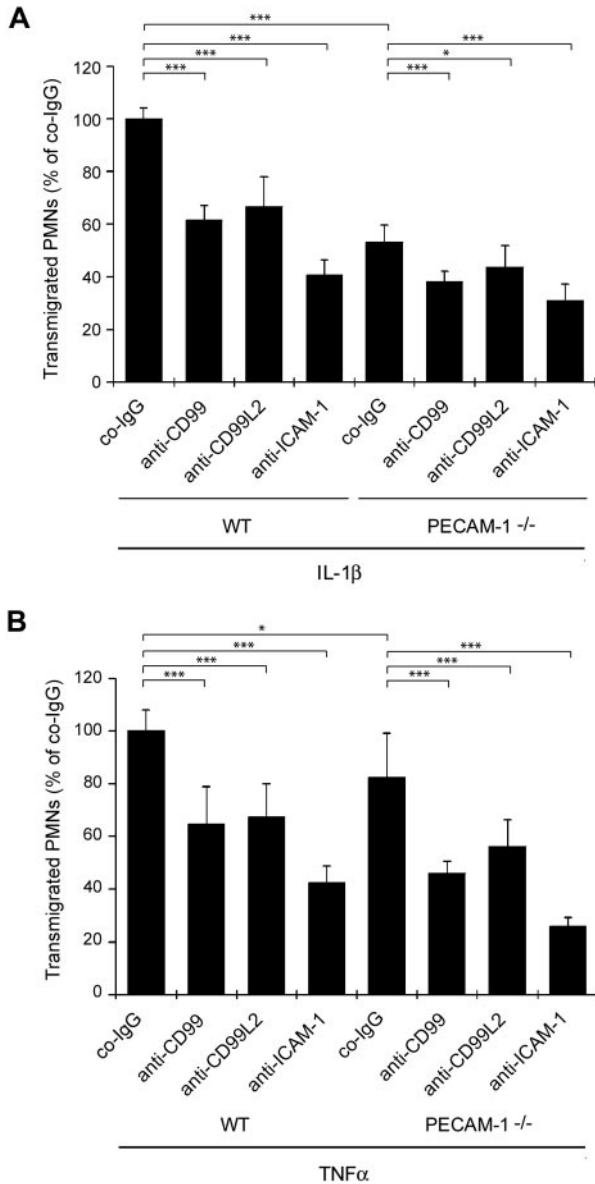 A
***
***
***
***
***
*
***
Transmigrated PMNs (% of co-IgG)
120
100
80
60
40
20
0
co-IgG
anti-CD99
anti-CD99L2
anti-ICAM-1
co-IgG
anti-CD99
anti-CD99L2
anti-ICAM-1
WT
PECAM-1 -/-
IL-1β
B
*
***
***
***
***
***
***
Transmigrated PMNs (% of co-IgG)
120
100
80
60
40
20
0
co-IgG
anti-CD99
anti-CD99L2
anti-ICAM-1
co-IgG
anti-CD99
anti-CD99L2
anti-ICAM-1
WT
PECAM-1 -/-
TNFα